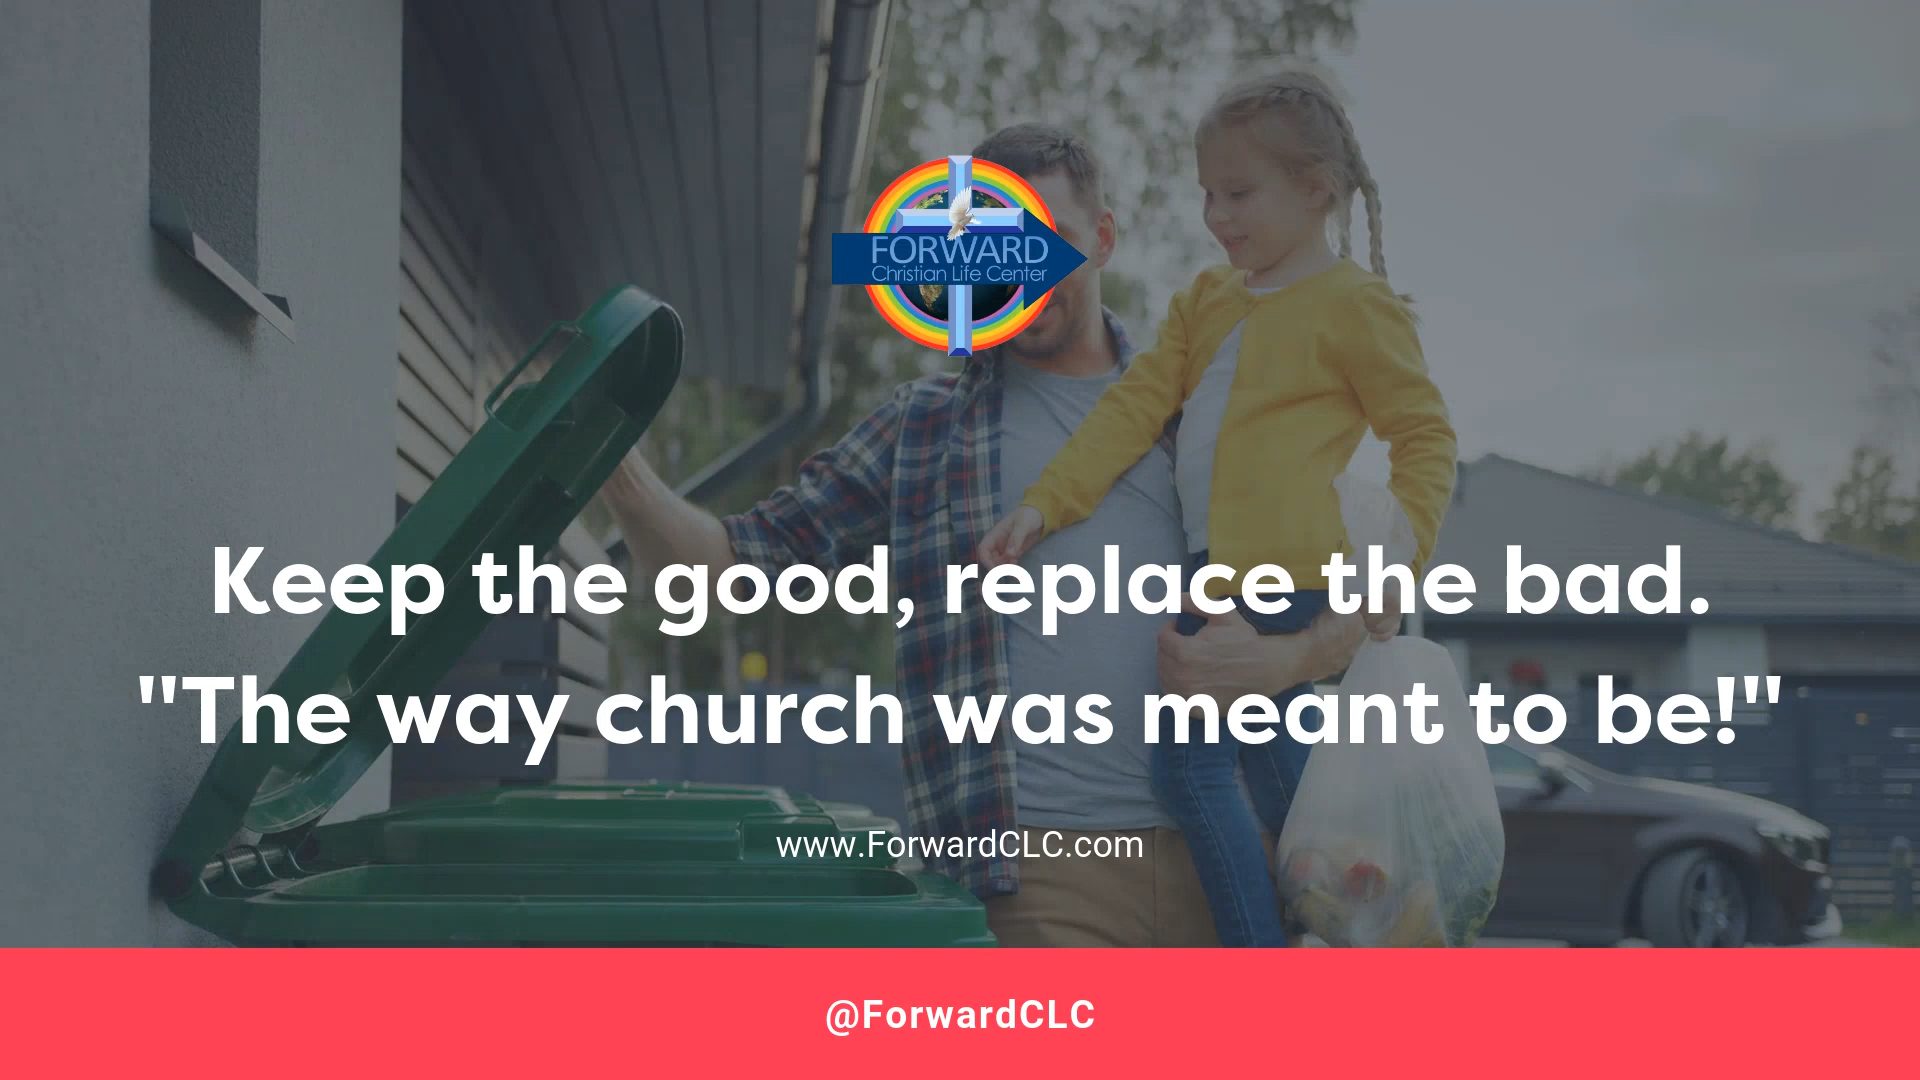 FORWARD
Christian Life Center
Keep the good, replace the bad.
"The way church was meant to be!"
www.ForwardCLC.com
@ForwardCLC